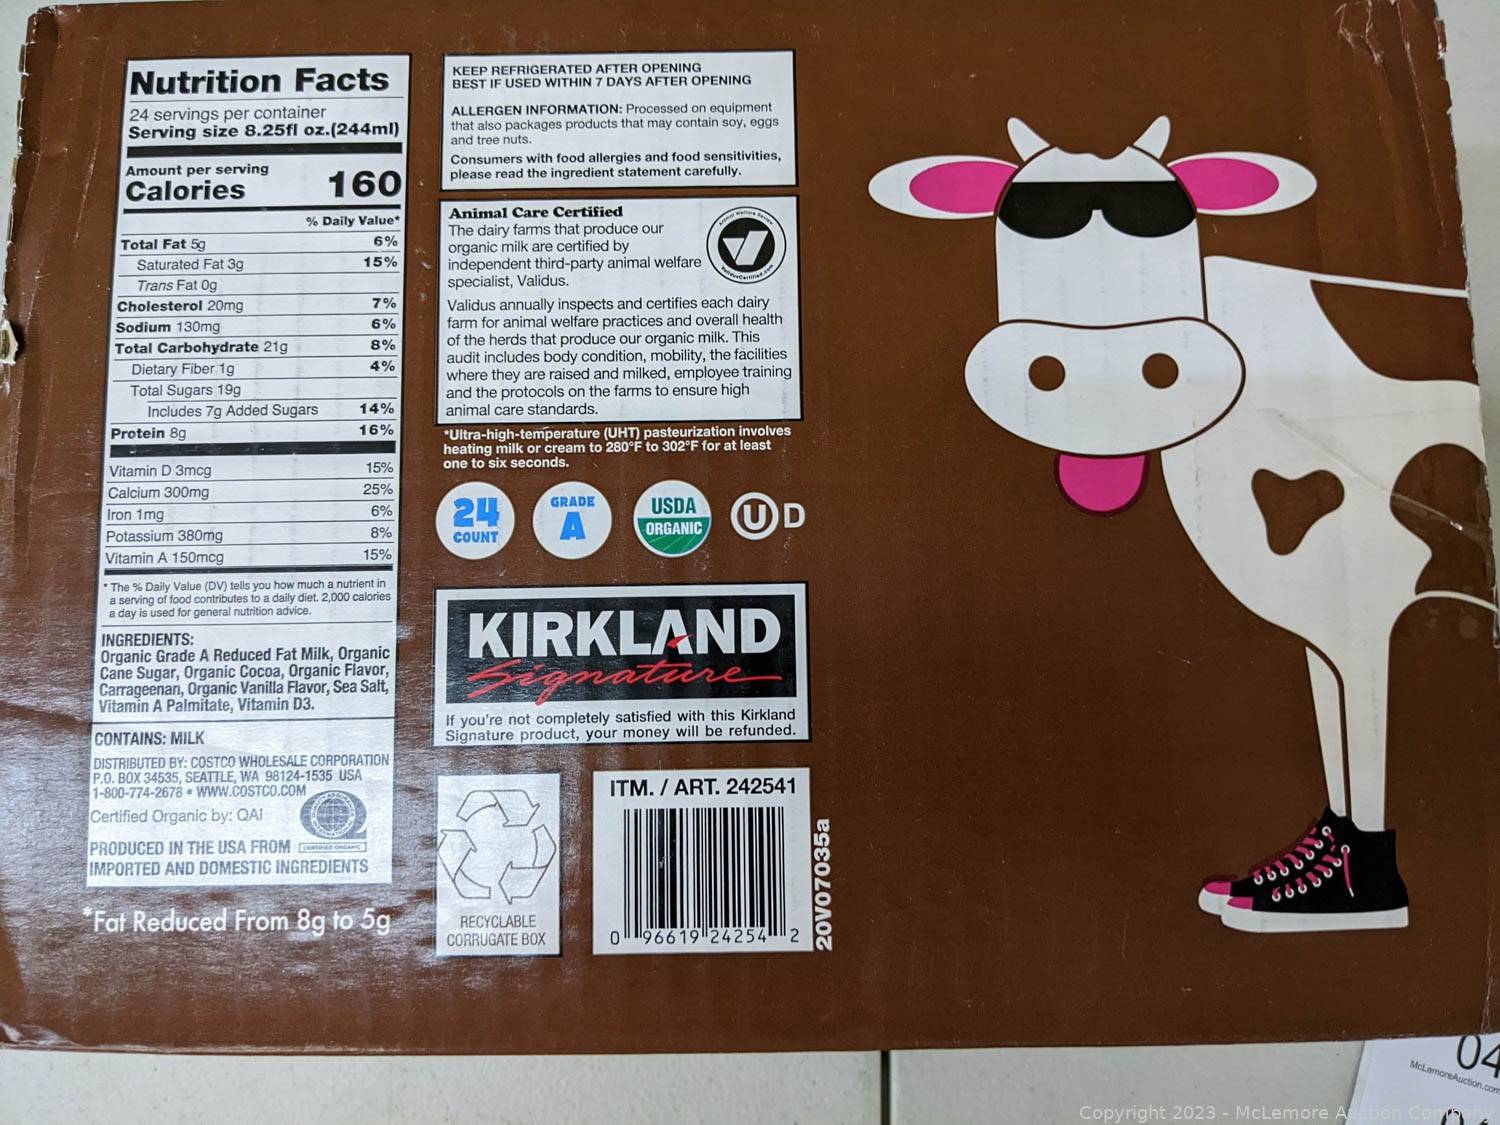 Nutrition Facts
24 servings per container
Serving size 8.25fl oz.(244ml)
Amount per serving
Calories 160
% Daily Value*
Total Fat 5g 6%
Saturated Fat 3g 15%
Trans Fat 0g
Cholesterol 20mg 7%
Sodium 130mg 6%
Total Carbohydrate 21g 8%
Dietary Fiber 1g 4%
Total Sugars 19g
Includes 7g Added Sugars 14%
Protein 8g 16%
Vitamin D 3mcg 15%
Calcium 300mg 25%
Iron 1mg 6%
Potassium 380mg 8%
Vitamin A 150mcg 15%
* The % Daily Value (DV) tells you how much a nutrient in
a serving of food contributes to a daily diet. 2,000 calories
a day is used for general nutrition advice.
INGREDIENTS:
Organic Grade A Reduced Fat Milk, Organic
Cane Sugar, Organic Cocoa, Organic Flavor,
Carrageenan, Organic Vanilla Flavor, Sea Salt,
Vitamin A Palmitate, Vitamin D3.
CONTAINS: MILK
DISTRIBUTED BY: COSTCO WHOLESALE CORPORATION
P.O. BOX 34535, SEATTLE, WA 98124-1535 USA
1-800-774-2678 • WWW.COSTCO.COM
Certified Organic by: QAI
CERTIFIED ORGANIC
PRODUCED IN THE USA FROM
IMPORTED AND DOMESTIC INGREDIENTS
*Fat Reduced From 8g to 5g
KEEP REFRIGERATED AFTER OPENING
BEST IF USED WITHIN 7 DAYS AFTER OPENING
ALLERGEN INFORMATION: Processed on equipment
that also packages products that may contain soy, eggs
and tree nuts.
Consumers with food allergies and food sensitivities,
please read the ingredient statement carefully.
Animal Care Certified
The dairy farms that produce our
organic milk are certified by
independent third-party animal welfare
specialist, Validus.
Animal Welfare Review
ValidusCertified.com
Validus annually inspects and certifies each dairy
farm for animal welfare practices and overall health
of the herds that produce our organic milk. This
audit includes body condition, mobility, the facilities
where they are raised and milked, employee training
and the protocols on the farms to ensure high
animal care standards.
*Ultra-high-temperature (UHT) pasteurization involves
heating milk or cream to 280°F to 302°F for at least
one to six seconds.
24
COUNT
GRADE
A
USDA
ORGANIC
U D
KIRKLAND
Signature
If you're not completely satisfied with this Kirkland
Signature product, your money will be refunded.
RECYCLABLE
CORRUGATE BOX
ITM. / ART. 242541
0 96619 24254 2
20V07035a
04
McLemoreAuction.com
Copyright 2023 - McLemore Auction Company